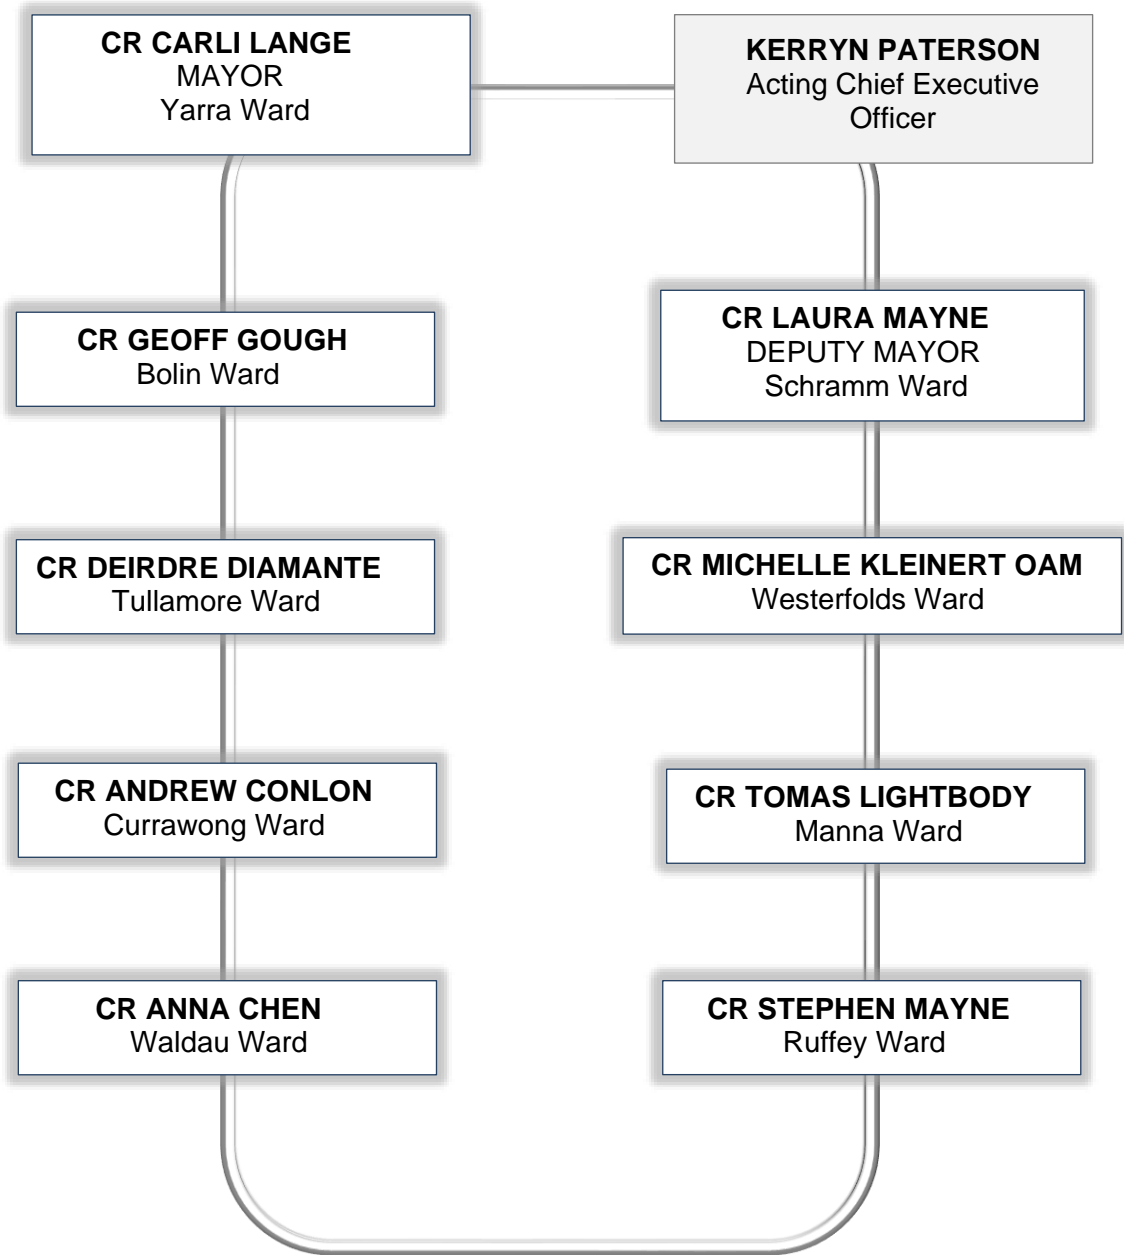 CR CARLI LANGE
MAYOR
Yarra Ward
KERRYN PATERSON
Acting Chief Executive
Officer
CR GEOFF GOUGH
Bolin Ward
CR LAURA MAYNE
DEPUTY MAYOR
Schramm Ward
CR DEIRDRE DIAMANTE
Tullamore Ward
CR MICHELLE KLEINERT OAM
Westerfolds Ward
CR ANDREW CONLON
Currawong Ward
CR TOMAS LIGHTBODY
Manna Ward
CR ANNA CHEN
Waldau Ward
CR STEPHEN MAYNE
Ruffey Ward